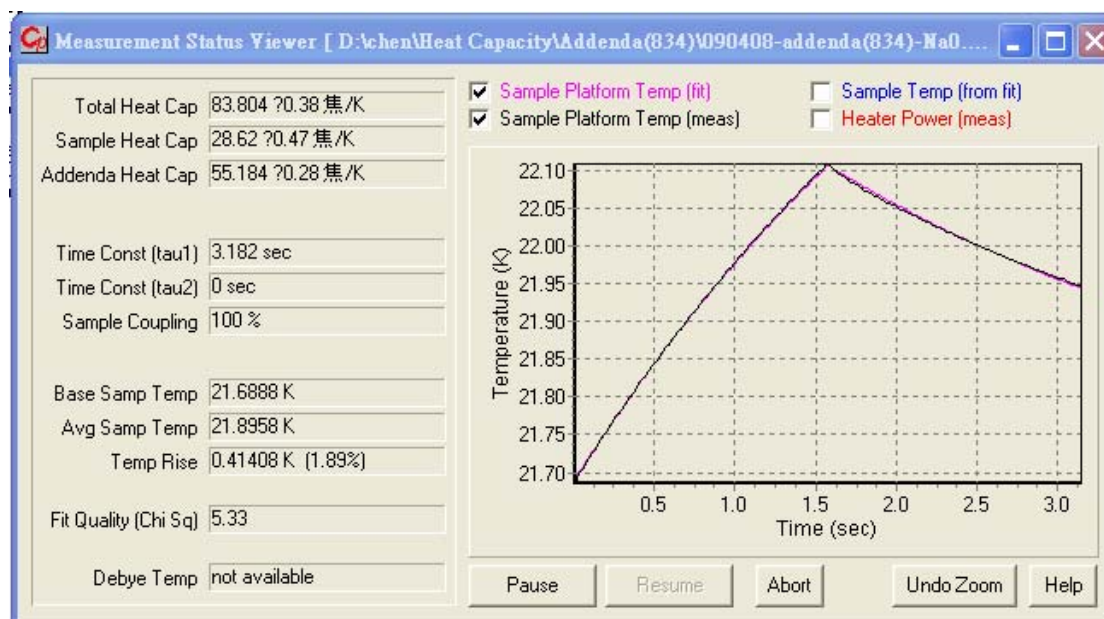 Measurement Status Viewer [ D:\chen\Heat Capacity\Addenda(834)\090408-addenda(834)-Na0....
Total Heat Cap 83.804 ?0.38 焦/K
Sample Heat Cap 28.62 ?0.47 焦/K
Addenda Heat Cap 55.184 ?0.28 焦/K
Time Const (tau1) 3.182 sec
Time Const (tau2) 0 sec
Sample Coupling 100 %
Base Samp Temp 21.6888 K
Avg Samp Temp 21.8958 K
Temp Rise 0.41408 K (1.89%)
Fit Quality (Chi Sq) 5.33
Debye Temp not available
Sample Platform Temp (fit) Sample Temp (from fit)
Sample Platform Temp (meas) Heater Power (meas)
Temperature (K)
22.10
22.05
22.00
21.95
21.90
21.85
21.80
21.75
21.70
0.5 1.0 1.5 2.0 2.5 3.0
Time (sec)
Pause Resume Abort Undo Zoom Help